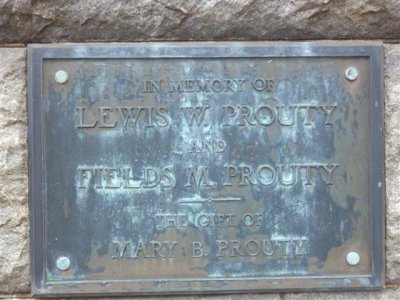 IN MEMORY OF
LEWIS W. PROUTY
AND
FIELDS M. PROUTY
THE GIFT OF
MARY B. PROUTY